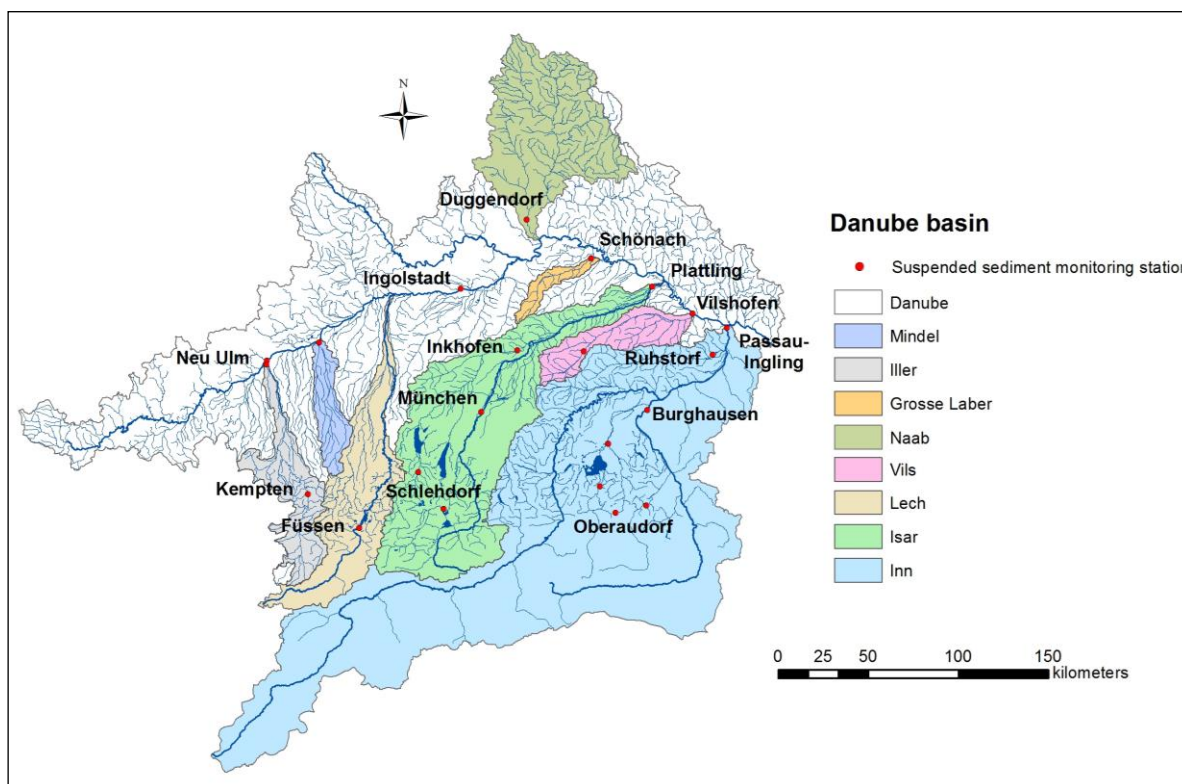 N
Duggendorf
Schönach
Ingolstadt
Plattling
Vilshofen
Neu Ulm
Inkhofen
Ruhstorf
Passau-
Ingling
München
Burghausen
Kempten
Schlehdorf
Füssen
Oberaudorf
Danube basin
Suspended sediment monitoring station
Danube
Mindel
Iller
Grosse Laber
Naab
Vils
Lech
Isar
Inn
0 25 50 100 150
kilometers